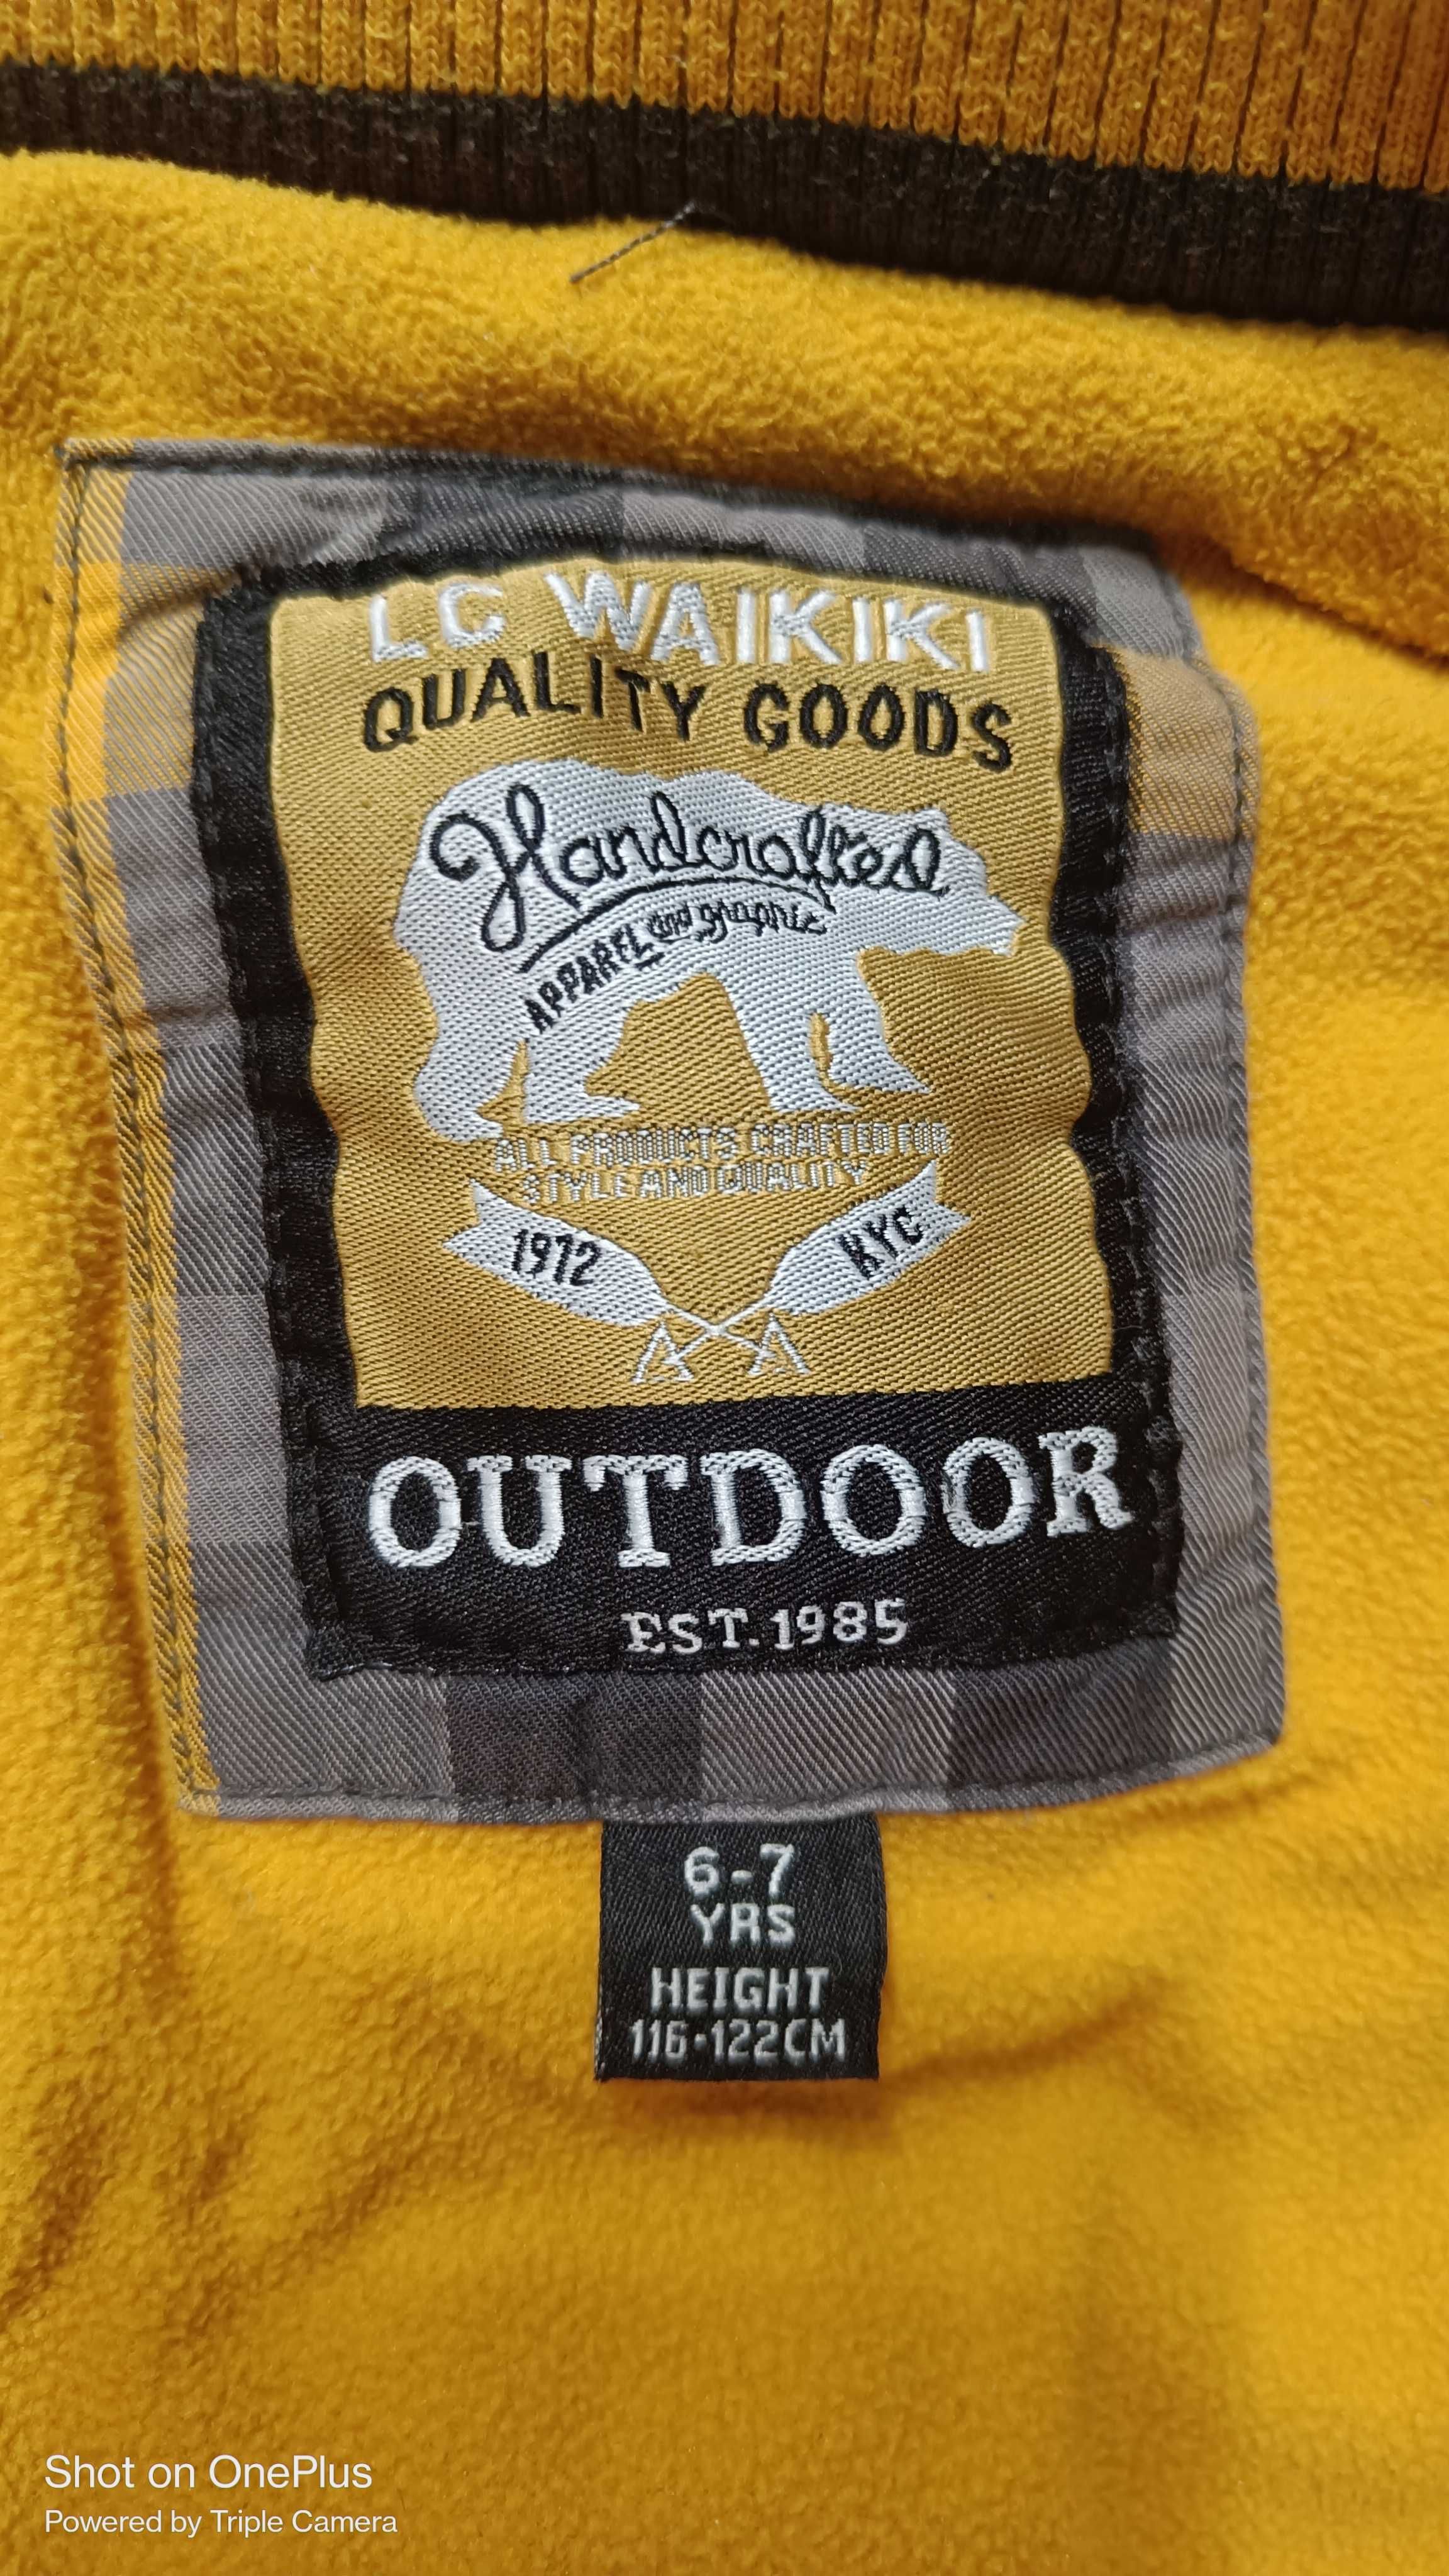 LC WAIKIKI
QUALITY GOODS
Handcrafted
APPAREL and graphic
ALL PRODUCTS CRAFTED FOR
STYLE AND QUALITY
1972 NYC
A A
OUTDOOR
EST. 1985
6-7
YRS
HEIGHT
116-122CM
Shot on OnePlus
Powered by Triple Camera